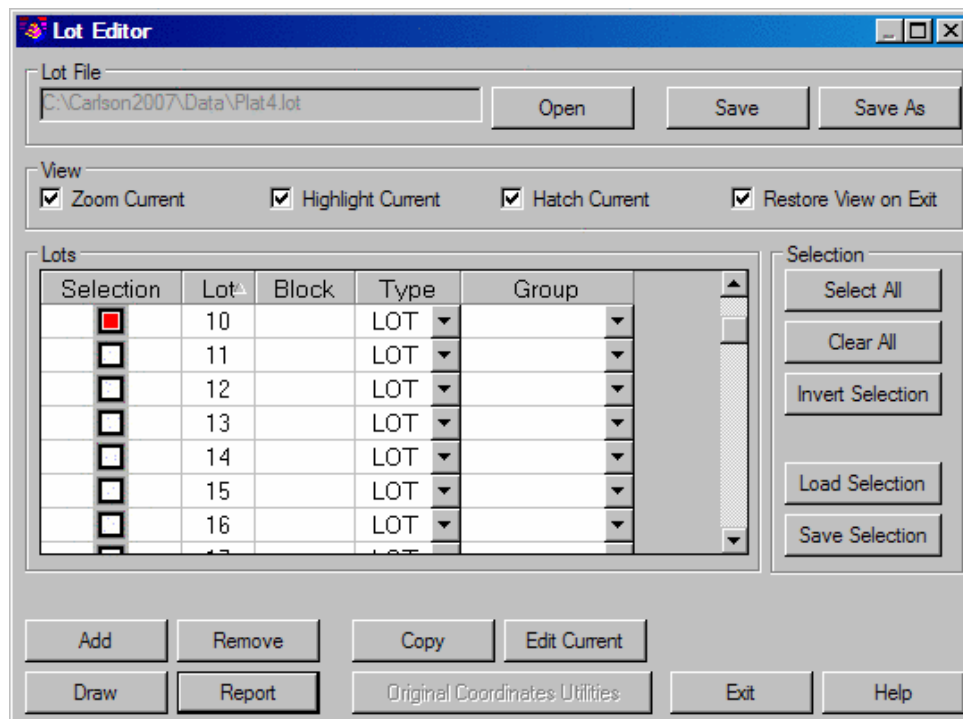 Lot Editor
Lot File
C:\Carlson2007\Data\Plat4.lot
Open
Save
Save As
View
Zoom Current
Highlight Current
Hatch Current
Restore View on Exit
Lots
Selection Lot Block Type Group
10 LOT
11 LOT
12 LOT
13 LOT
14 LOT
15 LOT
16 LOT
Selection
Select All
Clear All
Invert Selection
Load Selection
Save Selection
Add
Remove
Copy
Edit Current
Draw
Report
Original Coordinates Utilities
Exit
Help